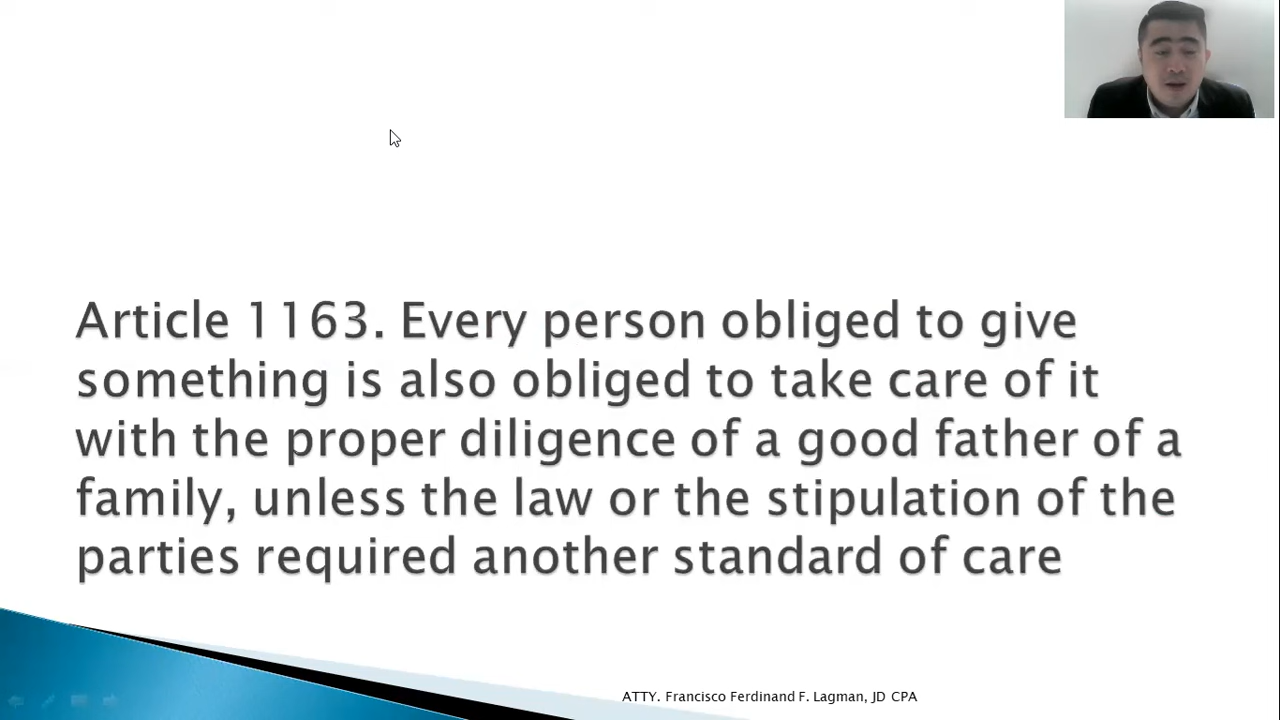 Article 1163. Every person obliged to give
something is also obliged to take care of it
with the proper diligence of a good father of a
family, unless the law or the stipulation of the
parties required another standard of care
ATTY. Francisco Ferdinand F. Lagman, JD CPA